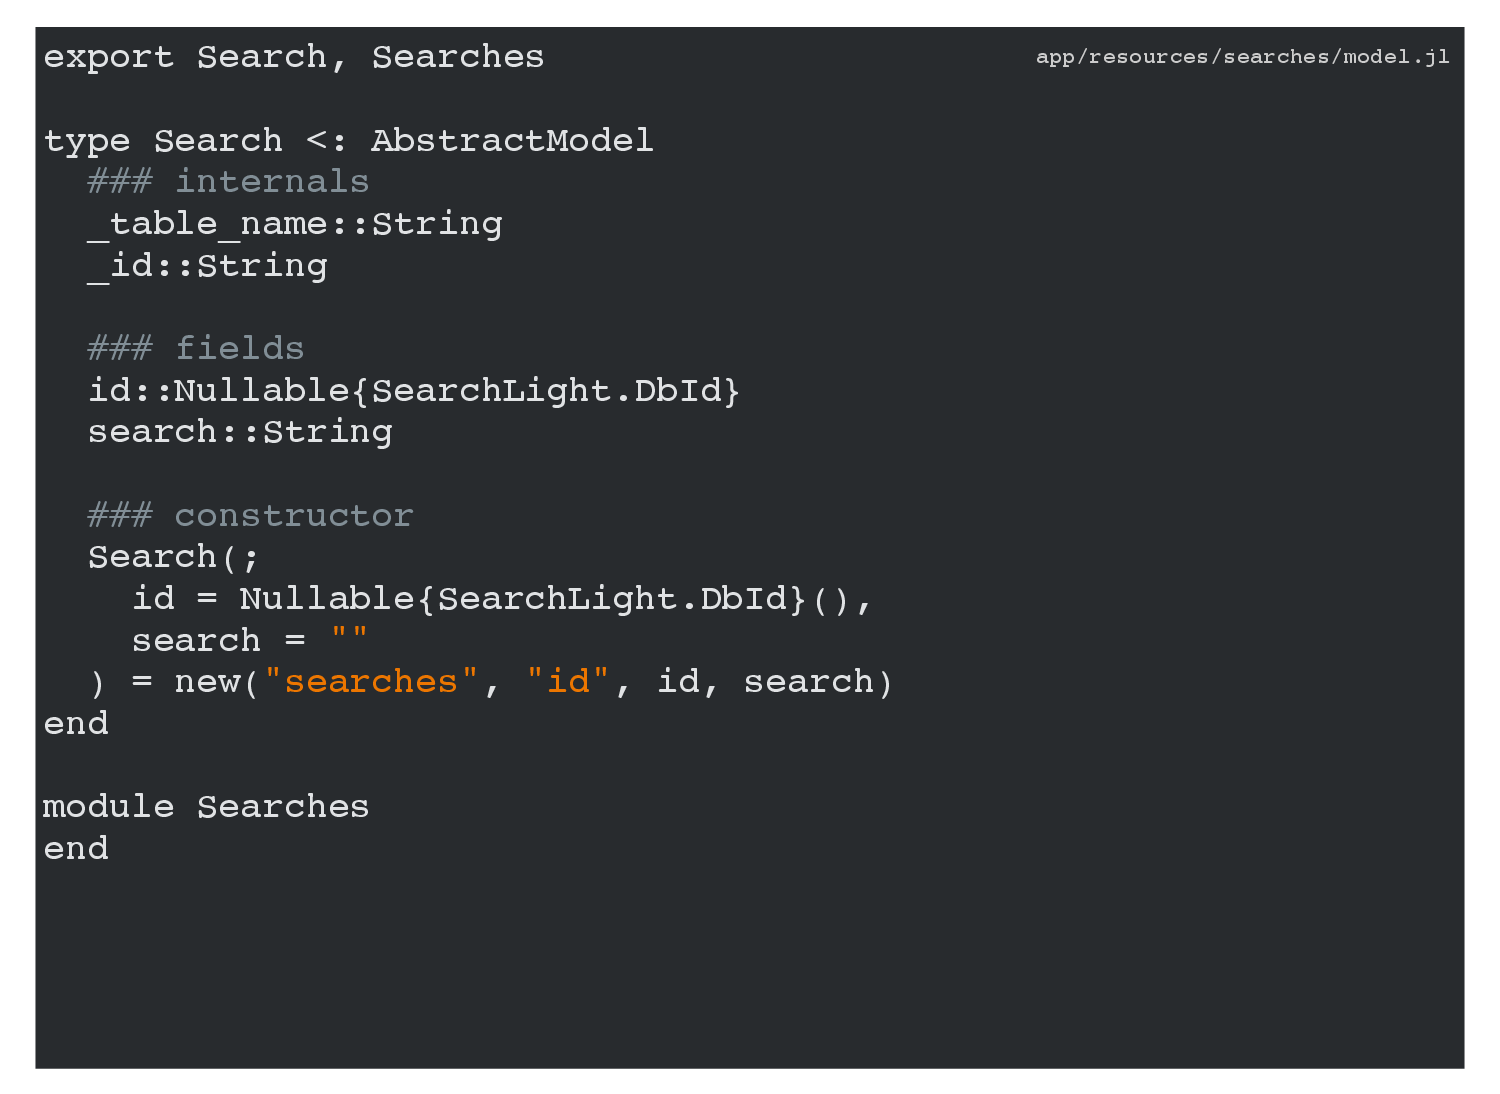 export Search, Searches
app/resources/searches/model.jl
type Search <: AbstractModel
  ### internals
  _table_name::String
  _id::String
  ### fields
  id::Nullable{SearchLight.DbId}
  search::String
  ### constructor
  Search(;
    id = Nullable{SearchLight.DbId}(),
    search = ""
  ) = new("searches", "id", id, search)
end
module Searches
end